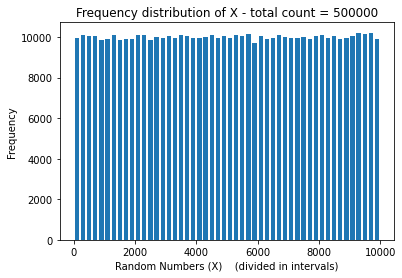 Frequency distribution of X - total count = 500000
10000
8000
6000
4000
2000
0
Frequency
0 2000 4000 6000 8000 10000
Random Numbers (X) (divided in intervals)